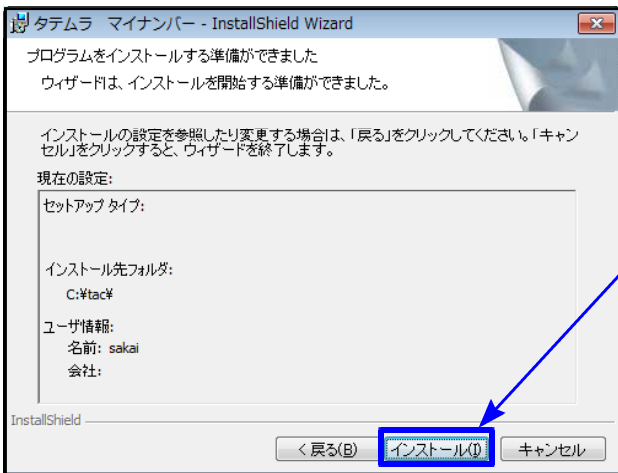 タテムラ　マイナンバー - InstallShield Wizard
プログラムをインストールする準備ができました
ウィザードは、インストールを開始する準備ができました。
インストールの設定を参照したり変更する場合は、「戻る」をクリックしてください。「キャン
セル」をクリックすると、ウィザードを終了します。
現在の設定:
セットアップ タイプ:
インストール先フォルダ:
C:¥tac¥
ユーザ情報:
名前: sakai
会社:
InstallShield
< 戻る(B) インストール(I) キャンセル